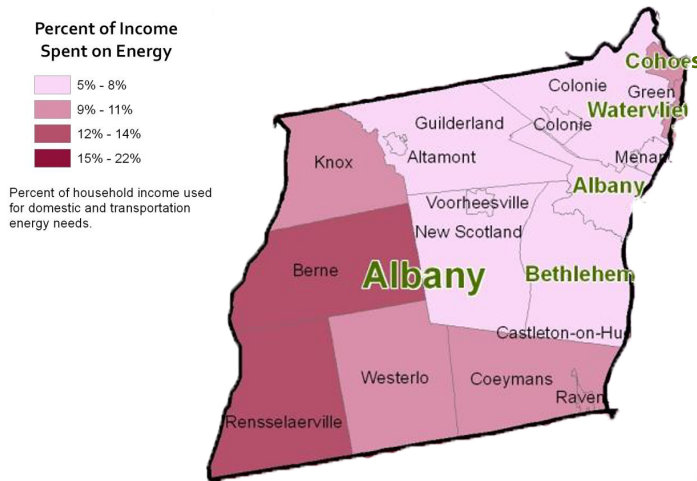 Percent of Income
Spent on Energy
5% - 8%
9% - 11%
12% - 14%
15% - 22%
Percent of household income used
for domestic and transportation
energy needs.
Cohoes
Colonie
Green
Watervliet
Guilderland
Colonie
Knox
Altamont
Menan
Albany
Voorheesville
New Scotland
Berne
Albany
Bethlehem
Castleton-on-Hud
Westerlo
Coeymans
Raven
Rensselaerville